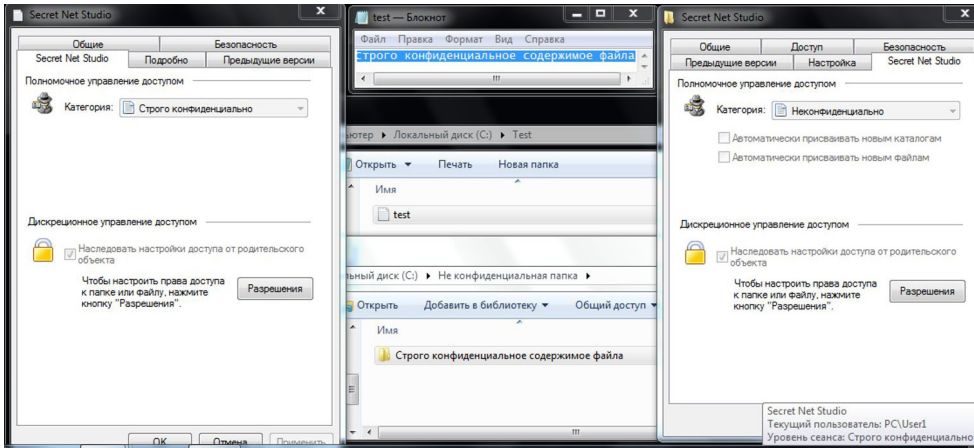 Secret Net Studio
Общие
Безопасность
Secret Net Studio
Подробно
Предыдущие версии
Полномочное управление доступом
Категория:
Строго конфиденциально
Дискреционное управление доступом
Наследовать настройки доступа от родительского
объекта
Чтобы настроить права доступа
к папке или файлу, нажмите
кнопку "Разрешения".
Разрешения
ОК
Отмена
Применить
test — Блокнот
Файл Правка Формат Вид Справка
Строго конфиденциальное содержимое файла
ьютер ▸ Локальный диск (C:) ▸ Test
Открыть
Печать
Новая папка
Имя
test
льный диск (C:) ▸ Не конфиденциальная папка ▸
Открыть
Добавить в библиотеку
Общий доступ
Имя
Строго конфиденциальное содержимое файла
Secret Net Studio
Общие
Доступ
Безопасность
Предыдущие версии
Настройка
Secret Net Studio
Полномочное управление доступом
Категория:
Неконфиденциально
Автоматически присваивать новым каталогам
Автоматически присваивать новым файлам
Дискреционное управление доступом
Наследовать настройки доступа от родительского
объекта
Чтобы настроить права доступа
к папке или файлу, нажмите
кнопку "Разрешения".
Разрешения
Secret Net Studio
Текущий пользователь: PC\User1
Уровень сеанса: Строго конфиденциально